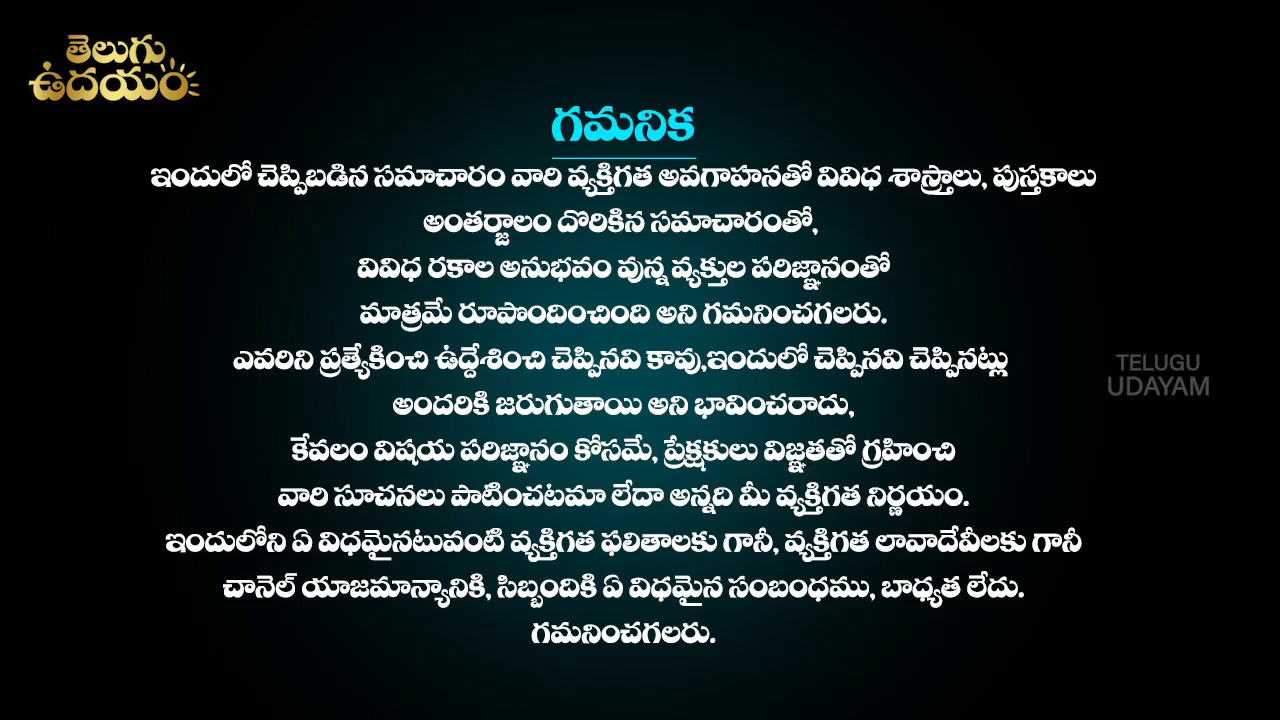 తెలుగు
ఉదయం
గమనిక
ఇందులో చెప్పిబడిన సమాచారం వారి వ్యక్తిగత అవగాహనతో వివిధ శాస్త్రాలు, పుస్తకాలు
అంతర్జాలం దొరికిన సమాచారంతో,
వివిధ రకాల అనుభవం వున్న వ్యక్తుల పరిజ్ఞానంతో
మాత్రమే రూపొందించింది అని గమనించగలరు.
ఎవరిని ప్రత్యేకించి ఉద్దేశించి చెప్పినవి కావు,ఇందులో చెప్పినవి చెప్పినట్లు
అందరికి జరుగుతాయి అని భావించరాదు,
కేవలం విషయ పరిజ్ఞానం కోసమే, ప్రేక్షకులు విజ్ఞతతో గ్రహించి
వారి సూచనలు పాటించటమా లేదా అన్నది మీ వ్యక్తిగత నిర్ణయం.
ఇందులోని ఏ విధమైనటువంటి వ్యక్తిగత ఫలితాలకు గానీ, వ్యక్తిగత లావాదేవీలకు గానీ
చానెల్ యాజమాన్యానికి, సిబ్బందికి ఏ విధమైన సంబంధము, బాధ్యత లేదు.
గమనించగలరు.
TELUGU
UDAYAM